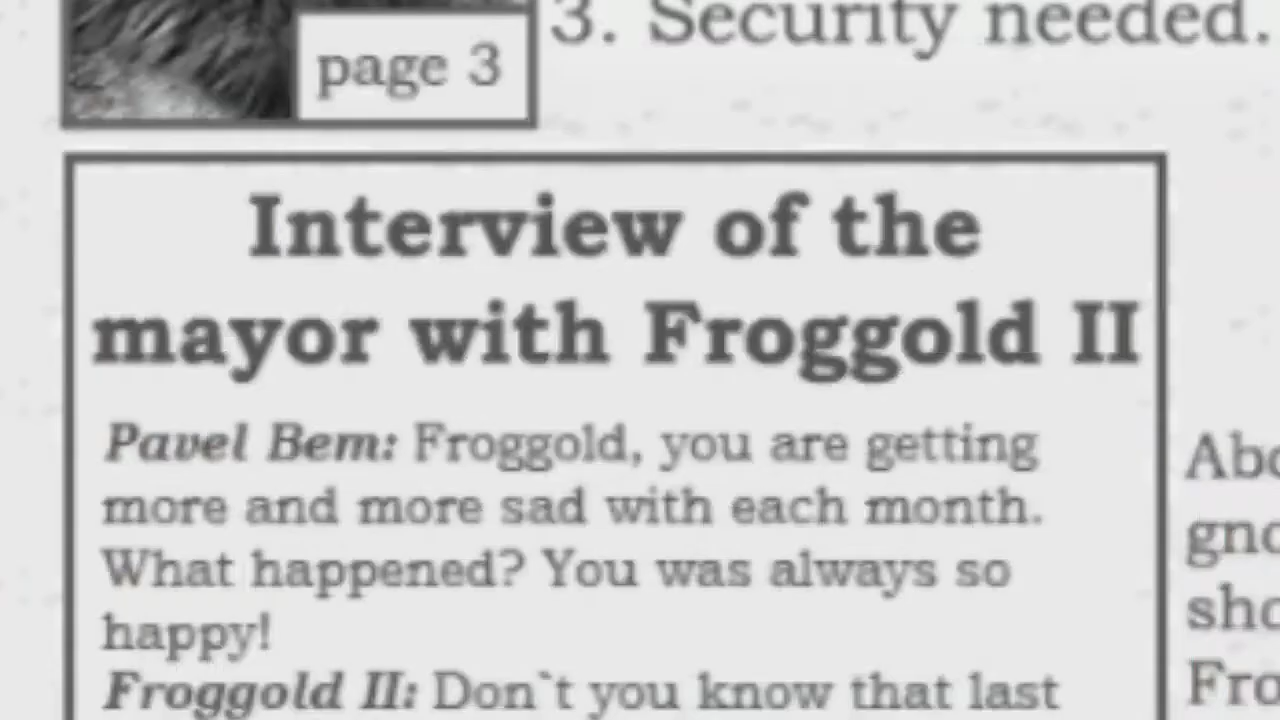 page 3
3. Security needed.
Interview of the
mayor with Froggold II
Pavel Bem: Froggold, you are getting
more and more sad with each month.
What happened? You was always so
happy!
Froggold II: Don`t you know that last